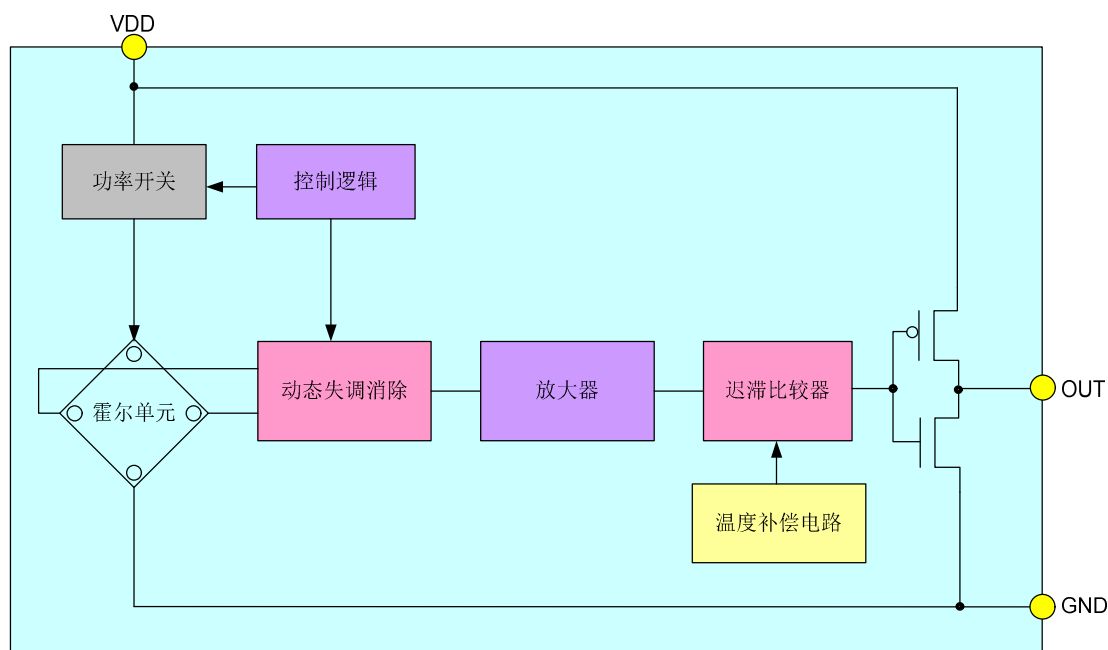 VDD
功率开关
控制逻辑
霍尔单元
动态失调消除
放大器
迟滞比较器
OUT
温度补偿电路
GND